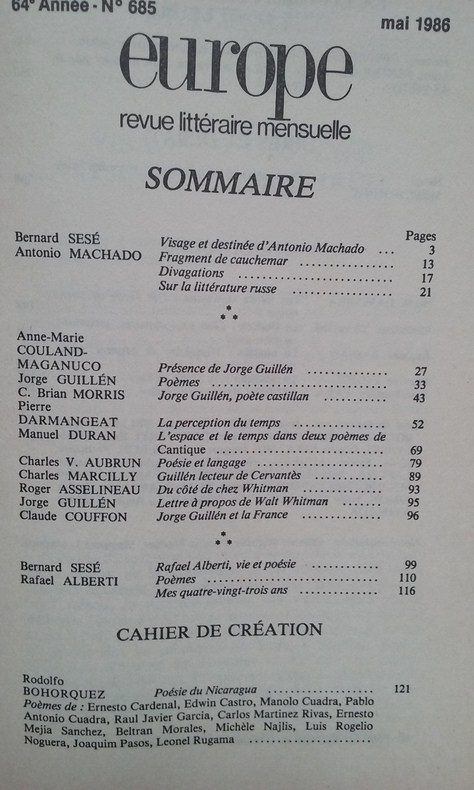 64e Année - N° 685
mai 1986
europe
revue littéraire mensuelle
SOMMAIRE
Pages
Bernard SESÉ Visage et destinée d'Antonio Machado ... 3
Antonio MACHADO Fragment de cauchemar ............... 13
Divagations ........................ 17
Sur la littérature russe ............... 21
* * *
Anne-Marie
COULAND-
MAGANUCO Présence de Jorge Guillén ............ 27
Jorge GUILLÉN Poèmes ........................... 33
C. Brian MORRIS Jorge Guillén, poète castillan ......... 43
Pierre
DARMANGEAT La perception du temps ............... 52
Manuel DURAN L'espace et le temps dans deux poèmes de
Cantique .......................... 69
Charles V. AUBRUN Poésie et langage ................... 79
Charles MARCILLY Guillén lecteur de Cervantès ......... 89
Roger ASSELINEAU Du côté de chez Whitman ............ 93
Jorge GUILLÉN Lettre à propos de Walt Whitman ...... 95
Claude COUFFON Jorge Guillén et la France ............ 96
* * *
Bernard SESÉ Rafael Alberti, vie et poésie ............ 99
Rafael ALBERTI Poèmes ........................... 110
Mes quatre-vingt-trois ans ............ 116
CAHIER DE CRÉATION
Rodolfo
BOHORQUEZ Poésie du Nicaragua .................. 121
Poèmes de : Ernesto Cardenal, Edwin Castro, Manolo Cuadra, Pablo
Antonio Cuadra, Raul Javier Garcia, Carlos Martinez Rivas, Ernesto
Mejia Sanchez, Beltran Morales, Michèle Najlis, Luis Rogelio
Noguera, Joaquim Pasos, Leonel Rugama ..................